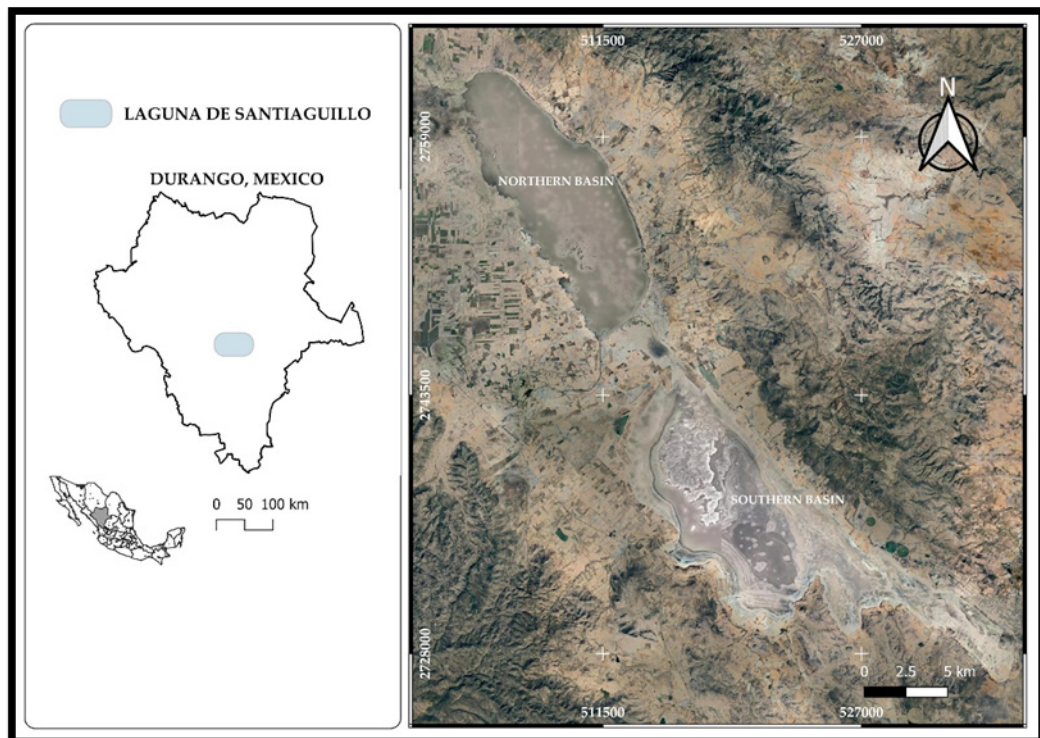 LAGUNA DE SANTIAGUILLO
DURANGO, MEXICO
0 50 100 km
511500 527000
N
2759000
NORTHERN BASIN
2743500
SOUTHERN BASIN
2728000
0 2.5 5 km
511500 527000